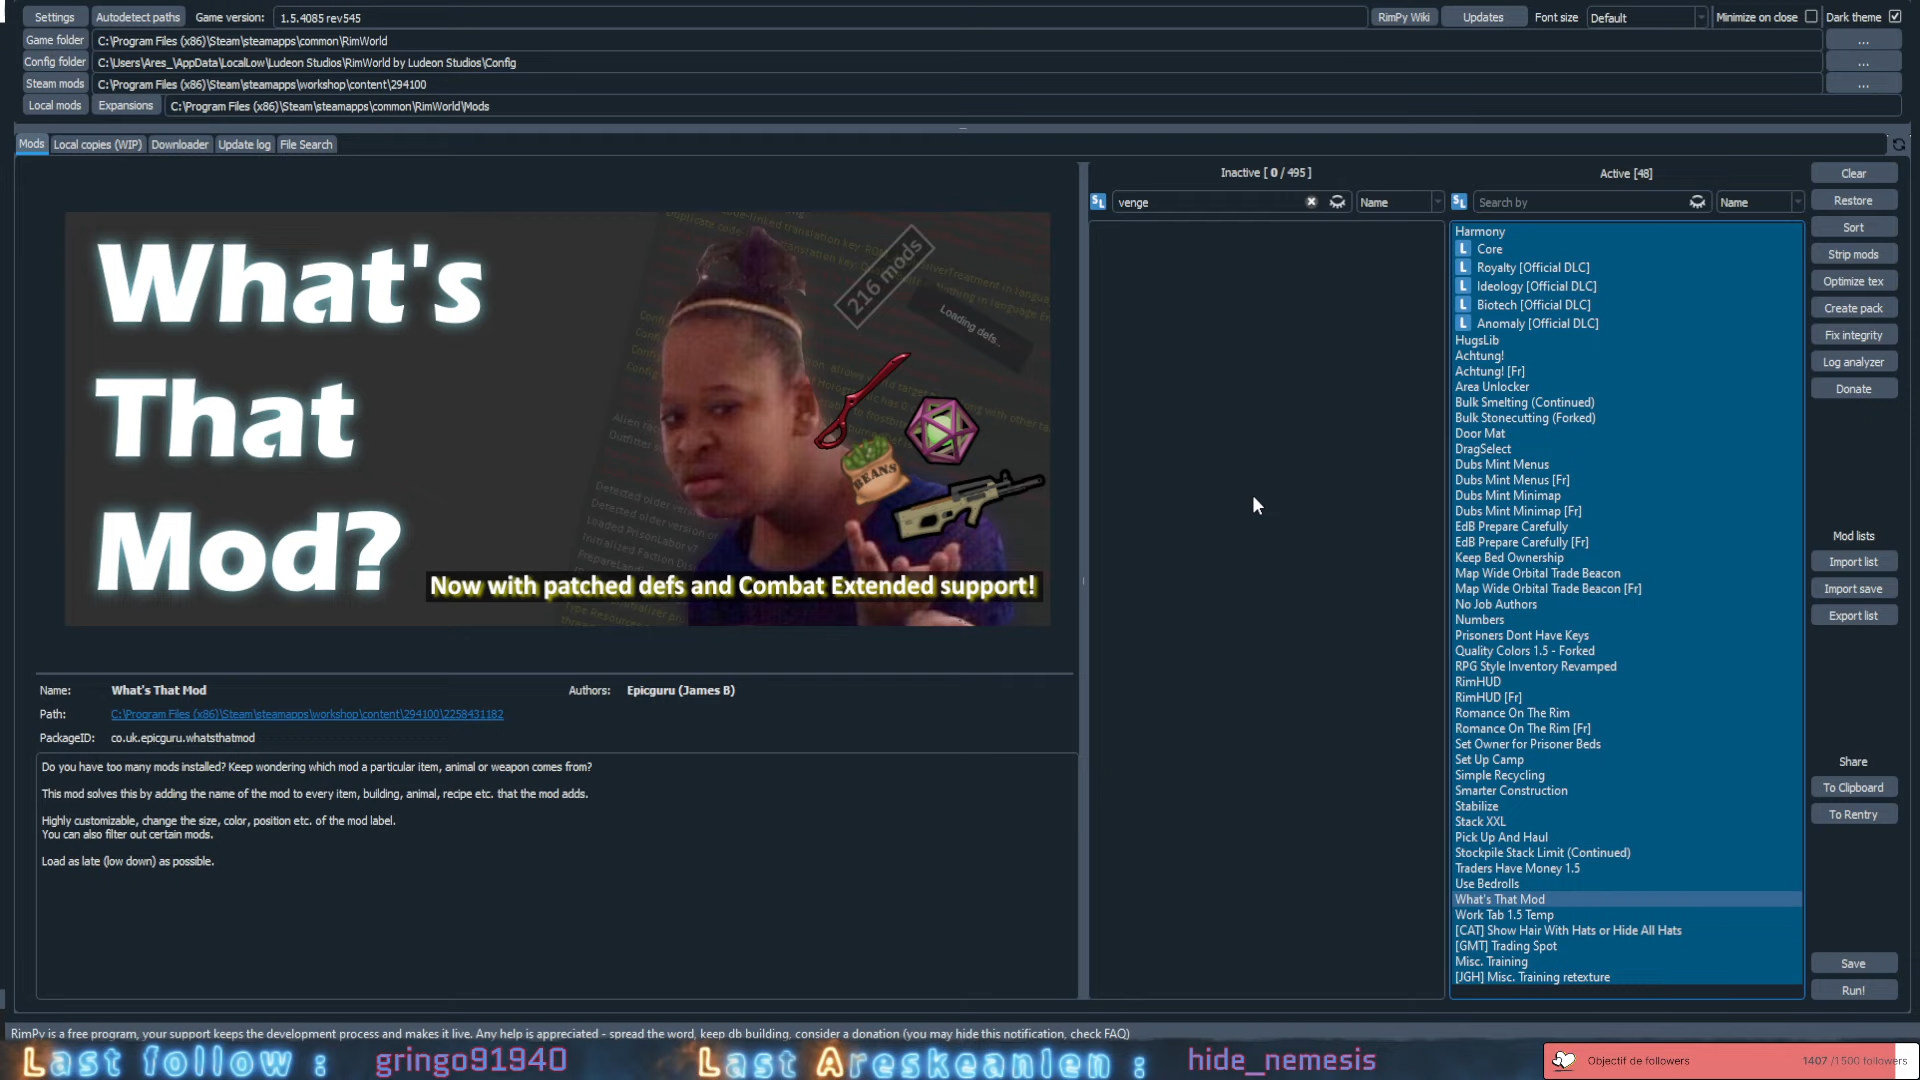 Settings Autodetect paths Game version: 1.5.4085 rev545 RimPy Wiki Updates Font size Default Minimize on close Dark theme
Game folder C:\Program Files (x86)\Steam\steamapps\common\RimWorld ...
Config folder C:\Users\Ares_\AppData\LocalLow\Ludeon Studios\RimWorld by Ludeon Studios\Config ...
Steam mods C:\Program Files (x86)\Steam\steamapps\workshop\content\294100 ...
Local mods Expansions C:\Program Files (x86)\Steam\steamapps\common\RimWorld\Mods
Mods Local copies (WIP) Downloader Update log File Search
What's
That
Mod?
216 mods
Loading defs..
BEANS
Now with patched defs and Combat Extended support!
Name: What's That Mod Authors: Epicguru (James B)
Path: C:\Program Files (x86)\Steam\steamapps\workshop\content\294100\2258431182
PackageID: co.uk.epicguru.whatsthatmod
Do you have too many mods installed? Keep wondering which mod a particular item, animal or weapon comes from?
This mod solves this by adding the name of the mod to every item, building, animal, recipe etc. that the mod adds.
Highly customizable, change the size, color, position etc. of the mod label.
You can also filter out certain mods.
Load as late (low down) as possible.
Inactive [ 0 / 495 ]
SL venge Name
Active [48]
SL Search by Name
Harmony
L Core
L Royalty [Official DLC]
L Ideology [Official DLC]
L Biotech [Official DLC]
L Anomaly [Official DLC]
HugsLib
Achtung!
Achtung! [Fr]
Area Unlocker
Bulk Smelting (Continued)
Bulk Stonecutting (Forked)
Door Mat
DragSelect
Dubs Mint Menus
Dubs Mint Menus [Fr]
Dubs Mint Minimap
Dubs Mint Minimap [Fr]
EdB Prepare Carefully
EdB Prepare Carefully [Fr]
Keep Bed Ownership
Map Wide Orbital Trade Beacon
Map Wide Orbital Trade Beacon [Fr]
No Job Authors
Numbers
Prisoners Dont Have Keys
Quality Colors 1.5 - Forked
RPG Style Inventory Revamped
RimHUD
RimHUD [Fr]
Romance On The Rim
Romance On The Rim [Fr]
Set Owner for Prisoner Beds
Set Up Camp
Simple Recycling
Smarter Construction
Stabilize
Stack XXL
Pick Up And Haul
Stockpile Stack Limit (Continued)
Traders Have Money 1.5
Use Bedrolls
What's That Mod
Work Tab 1.5 Temp
[CAT] Show Hair With Hats or Hide All Hats
[GMT] Trading Spot
Misc. Training
[JGH] Misc. Training retexture
Clear
Restore
Sort
Strip mods
Optimize tex
Create pack
Fix integrity
Log analyzer
Donate
Mod lists
Import list
Import save
Export list
Share
To Clipboard
To Rentry
Save
Run!
RimPy is a free program, your support keeps the development process and makes it live. Any help is appreciated - spread the word, keep db building, consider a donation (you may hide this notification, check FAQ)
Last follow : gringo91940 Last Areskeanien : hide_nemesis Objectif de followers 1407 /1500 followers